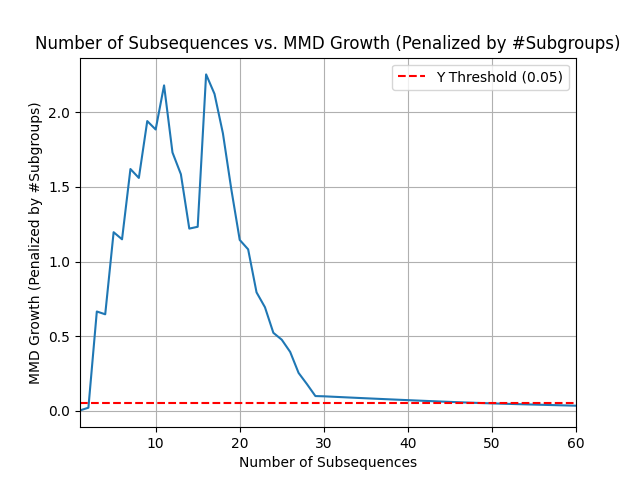 Number of Subsequences vs. MMD Growth (Penalized by #Subgroups)
Y Threshold (0.05)
MMD Growth (Penalized by #Subgroups)
2.0
1.5
1.0
0.5
0.0
10 20 30 40 50 60
Number of Subsequences